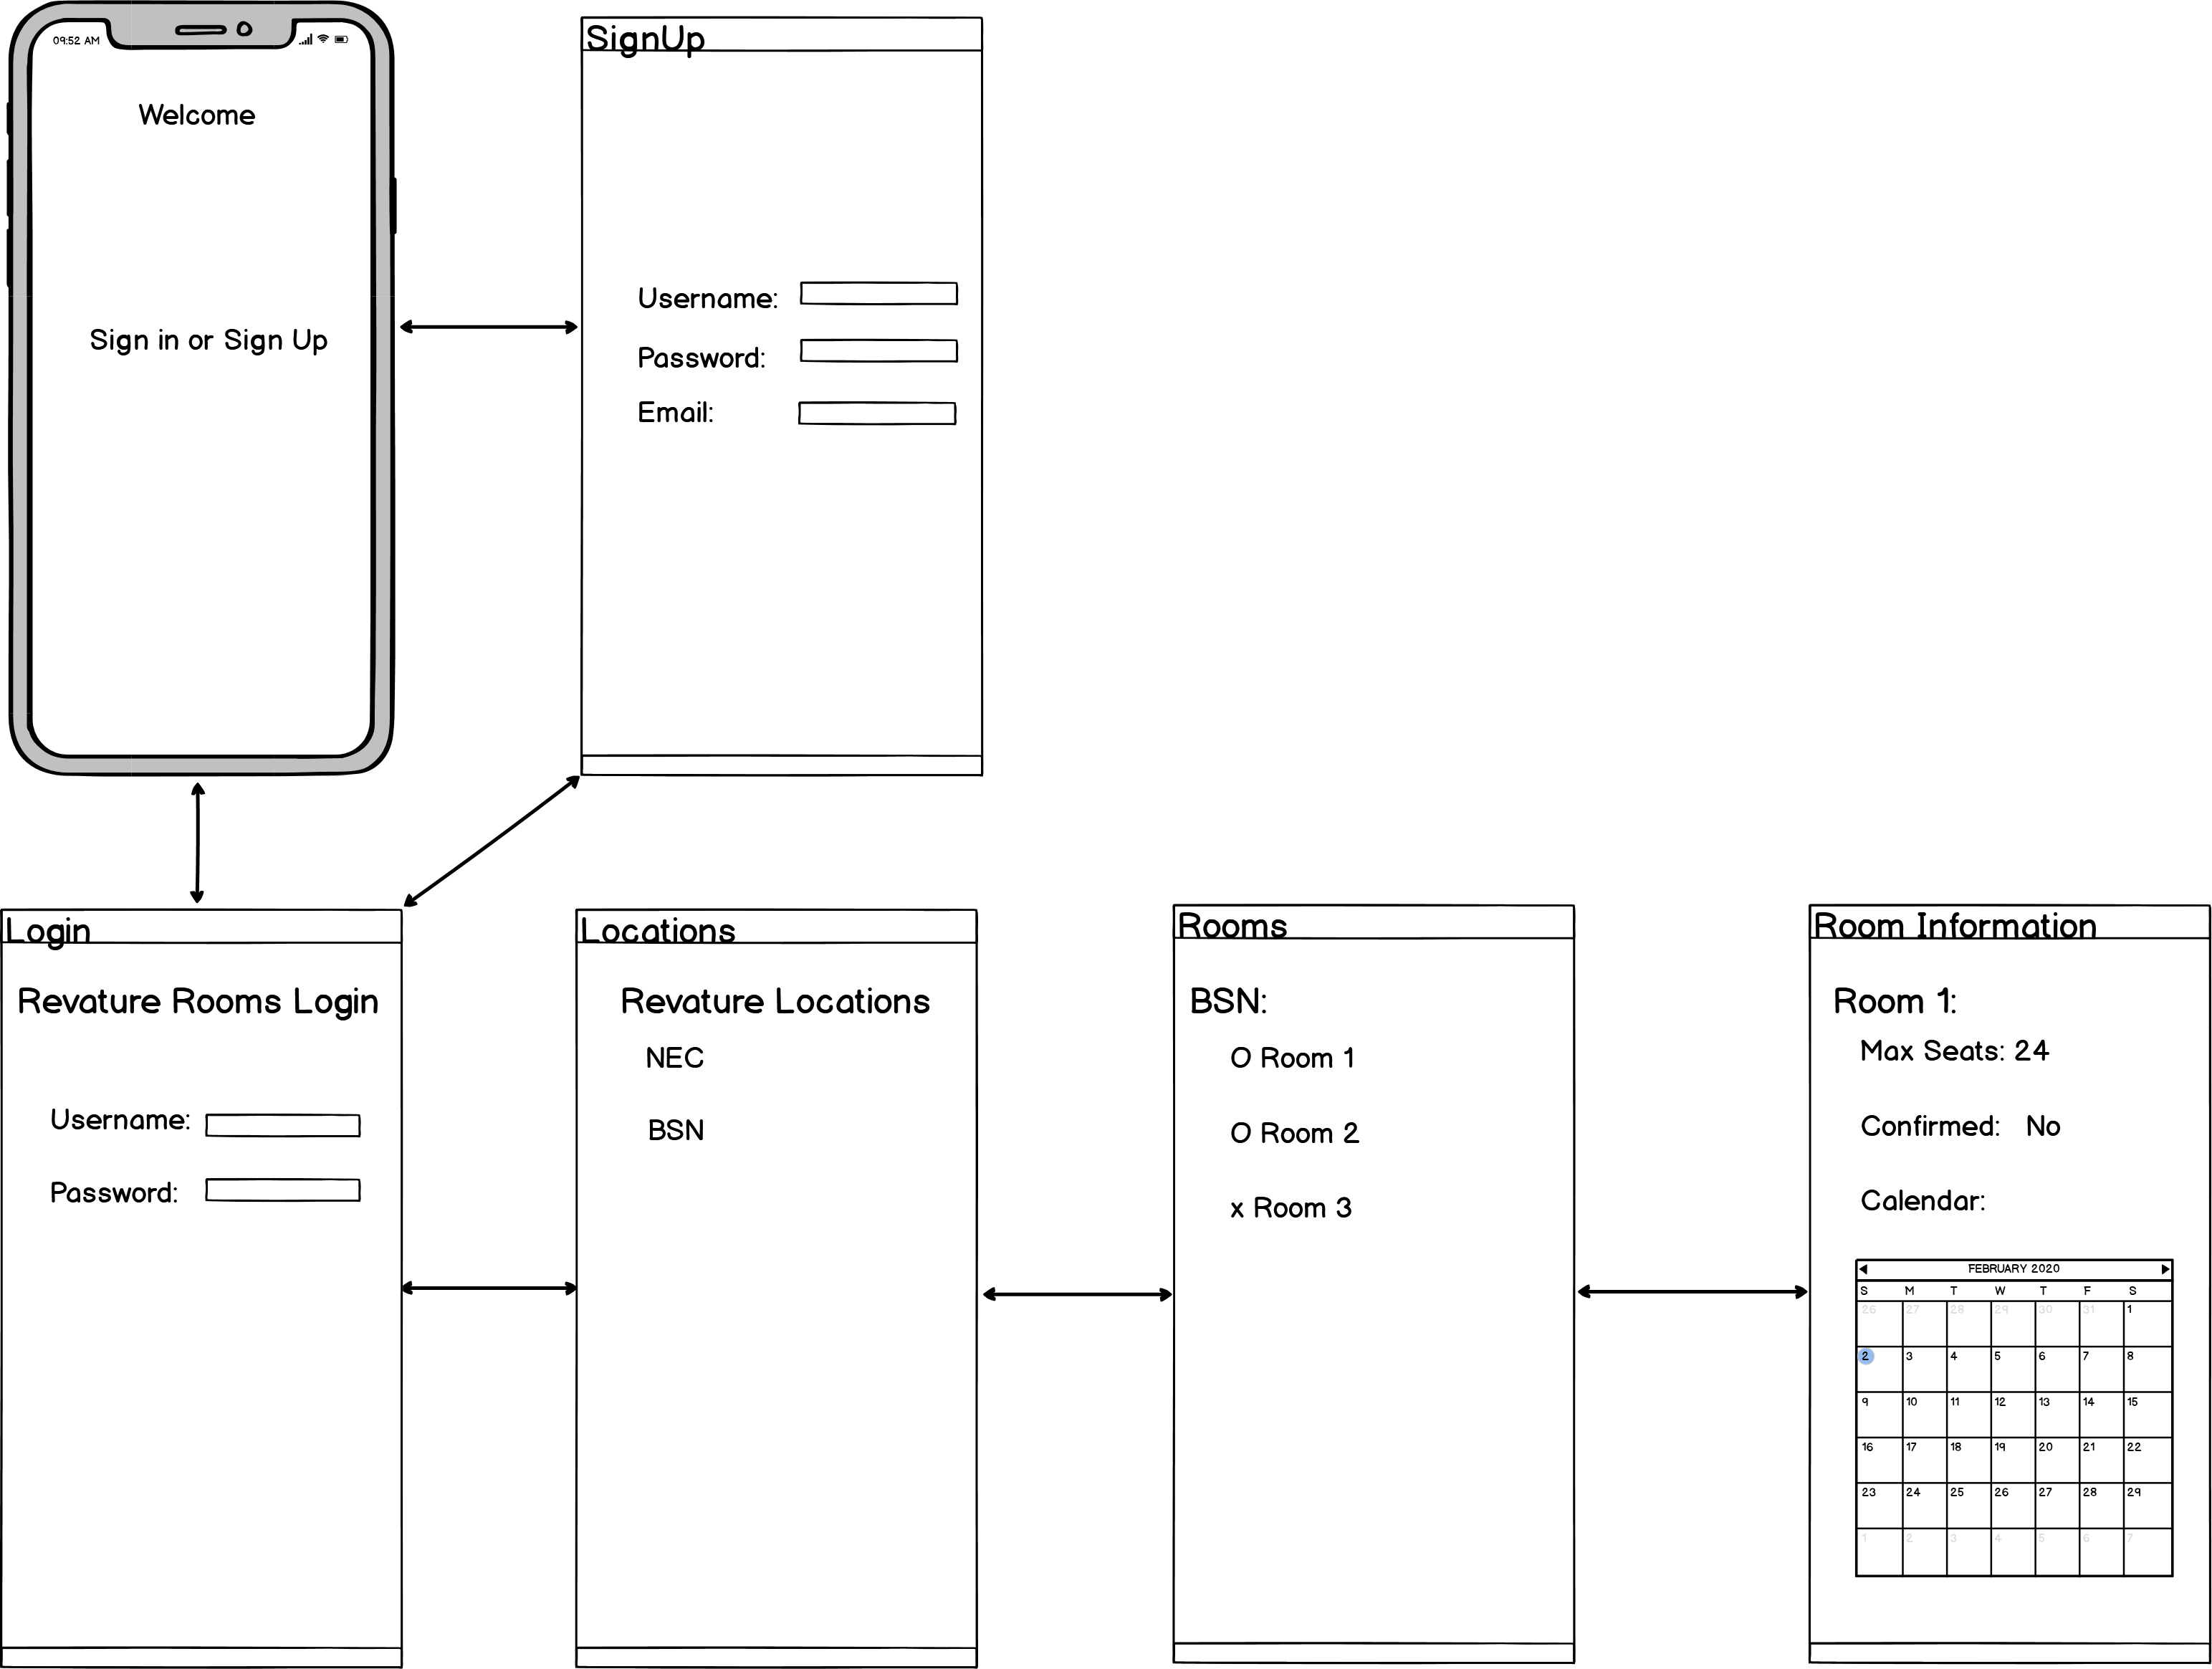 09:52 AM
Welcome
Sign in or Sign Up
SignUp
Username:
Password:
Email:
Login
Revature Rooms Login
Username:
Password:
Locations
Revature Locations
NEC
BSN
Rooms
BSN:
O Room 1
O Room 2
x Room 3
Room Information
Room 1:
Max Seats: 24
Confirmed: No
Calendar:
FEBRUARY 2020
S M T W T F S
26 27 28 29 30 31 1
2 3 4 5 6 7 8
9 10 11 12 13 14 15
16 17 18 19 20 21 22
23 24 25 26 27 28 29
1 2 3 4 5 6 7